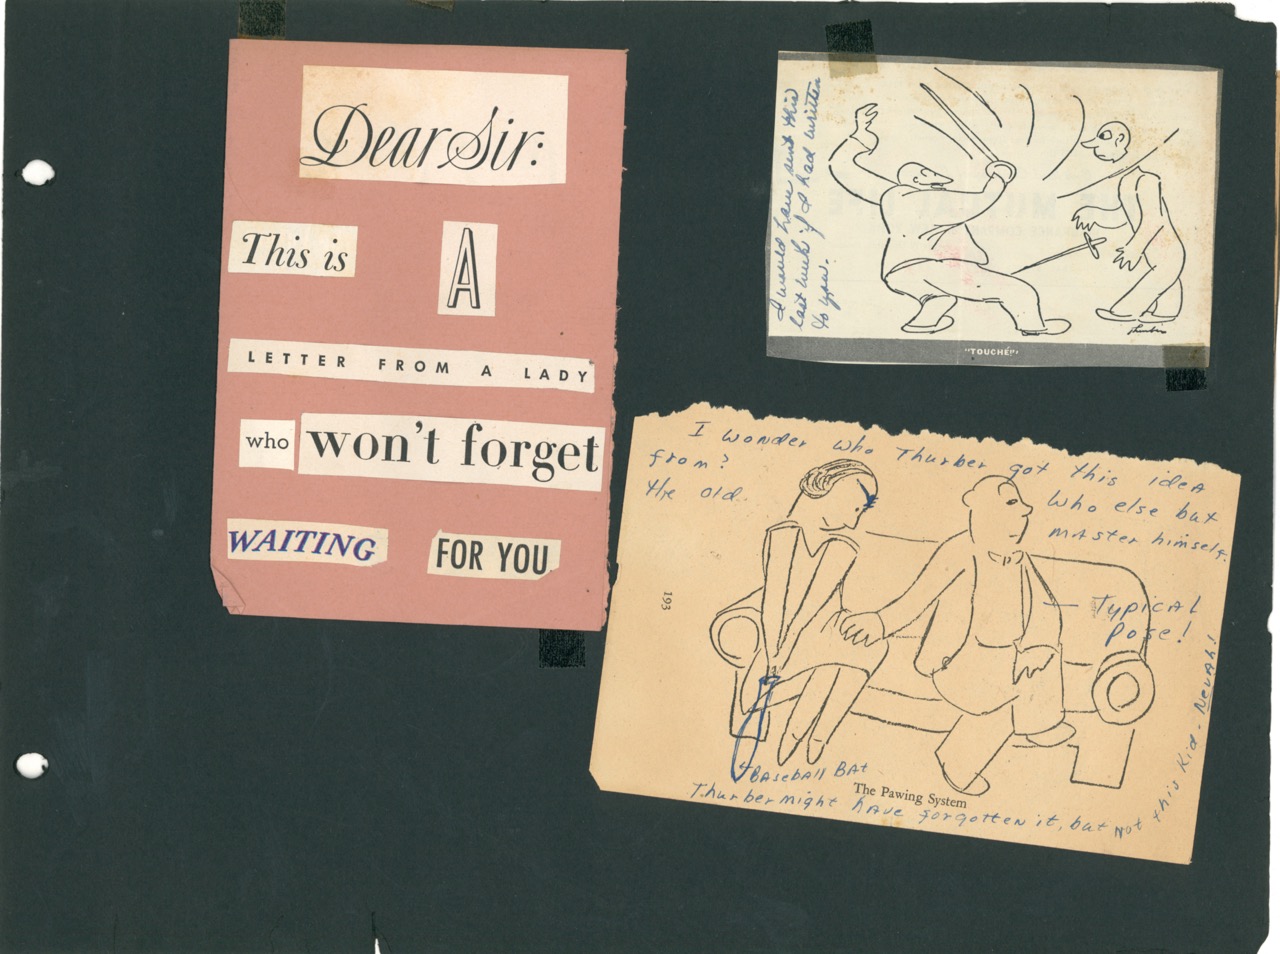 Dear Sir:
This is A
LETTER FROM A LADY
who won't forget
WAITING FOR YOU
I would have sent this
last week if I had written
to you.
Thurber
"TOUCHÉ!"
I wonder who Thurber got this idea
from? Who else but
the old master himself.
193
Typical
Pose!
Baseball Bat
The Pawing System
Thurber might have forgotten it, but not this kid - Nevah!